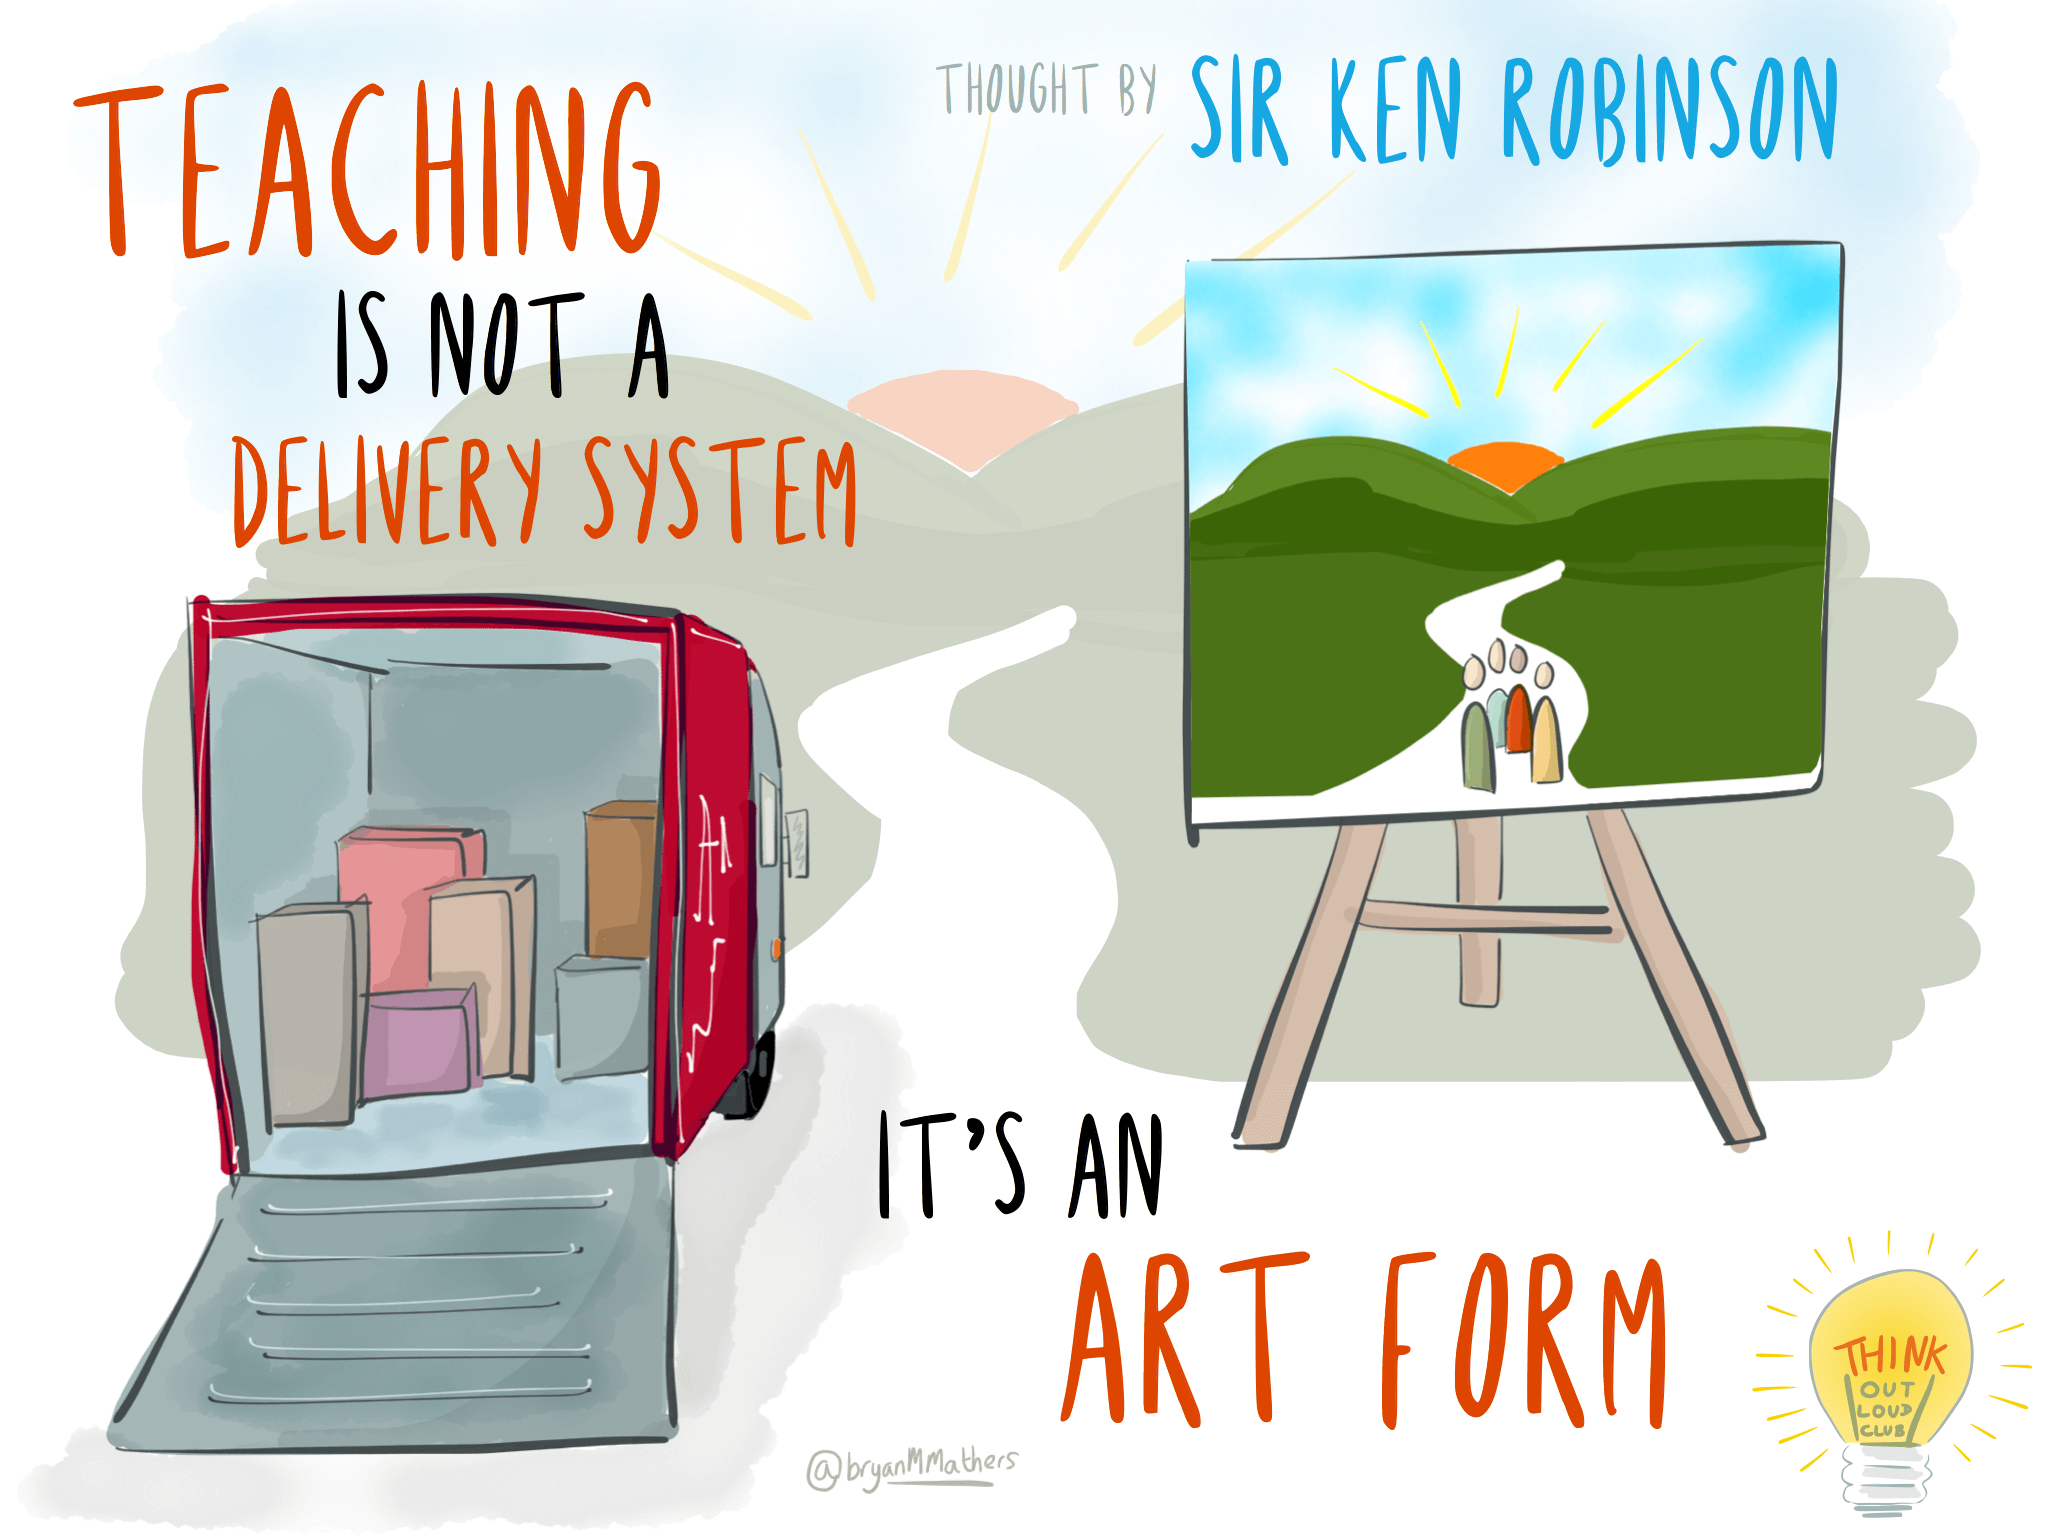 TEACHING
IS NOT A
DELIVERY SYSTEM
THOUGHT BY SIR KEN ROBINSON
IT'S AN
ART FORM
@bryanMMathers
THINK
OUT
LOUD
CLUB